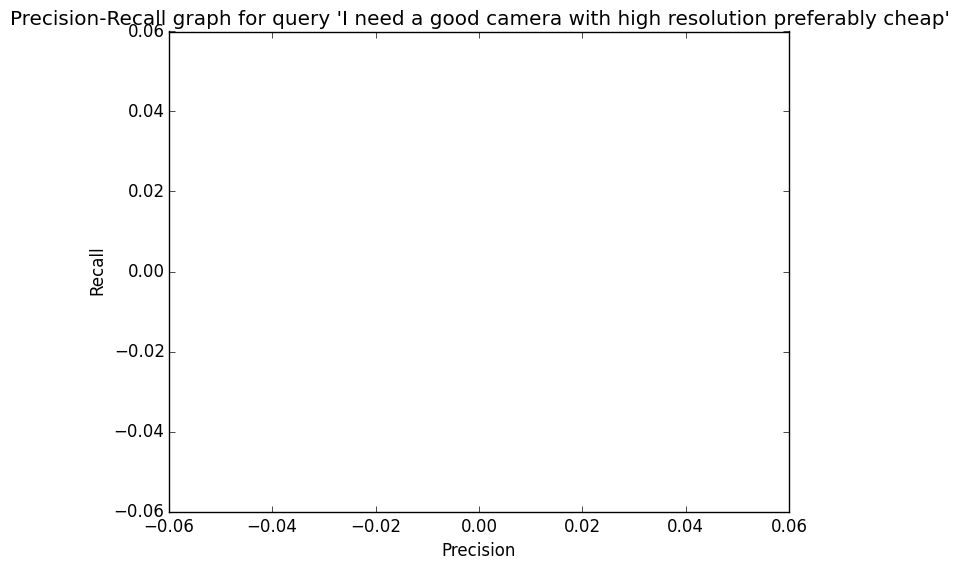 Precision-Recall graph for query 'I need a good camera with high resolution preferably cheap'
0.06
0.04
0.02
0.00
−0.02
−0.04
−0.06
Recall
−0.06 −0.04 −0.02 0.00 0.02 0.04 0.06
Precision